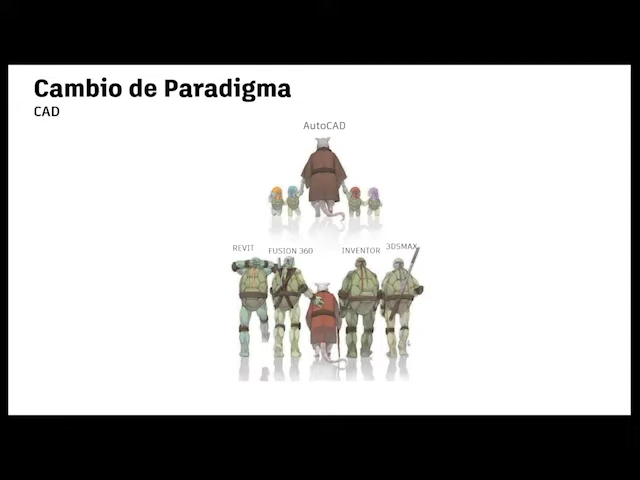 Cambio de Paradigma
CAD
AutoCAD
REVIT
FUSION 360
INVENTOR
3DSMAX